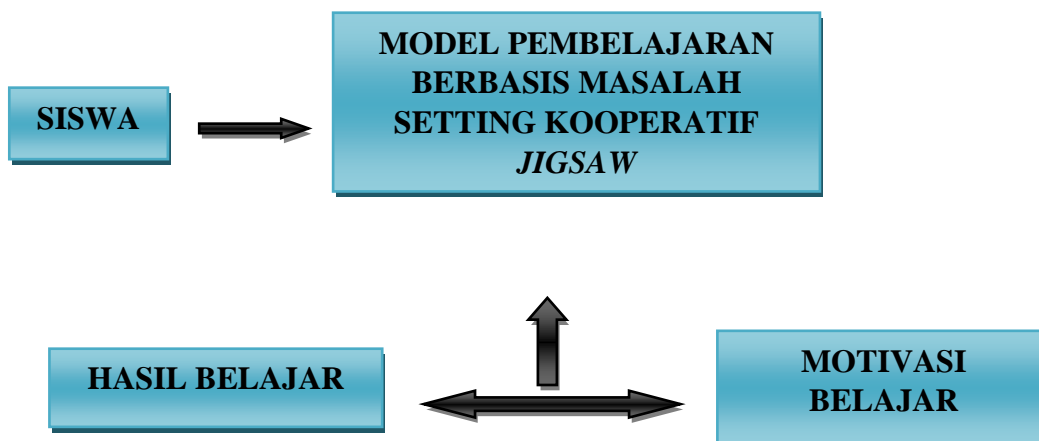 SISWA
MODEL PEMBELAJARAN
BERBASIS MASALAH
SETTING KOOPERATIF
JIGSAW
HASIL BELAJAR
MOTIVASI
BELAJAR